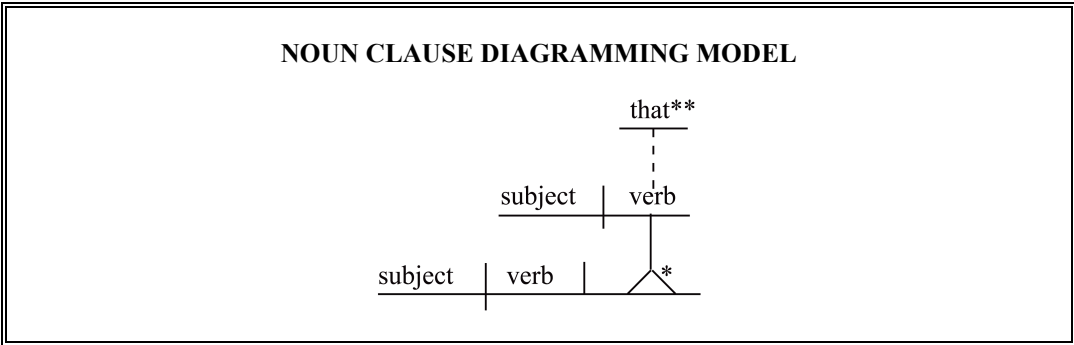 NOUN CLAUSE DIAGRAMMING MODEL
that**
subject verb
subject verb *